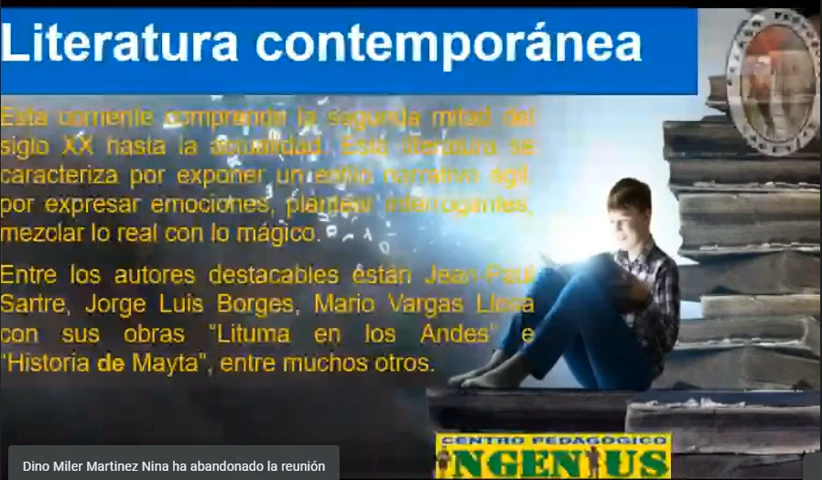 Literatura contemporánea
Esta corriente comprende la segunda mitad del
siglo XX hasta la actualidad. Esta literatura se
caracteriza por exponer un estilo narrativo ágil,
por expresar emociones, plantear interrogantes,
mezclar lo real con lo mágico.
Entre los autores destacables están Jean-Paul
Sartre, Jorge Luis Borges, Mario Vargas Llosa
con sus obras "Lituma en los Andes" e
"Historia de Mayta", entre muchos otros.
CENTRO PEDAGÓGICO
INGENIUS
Dino Miler Martinez Nina ha abandonado la reunión